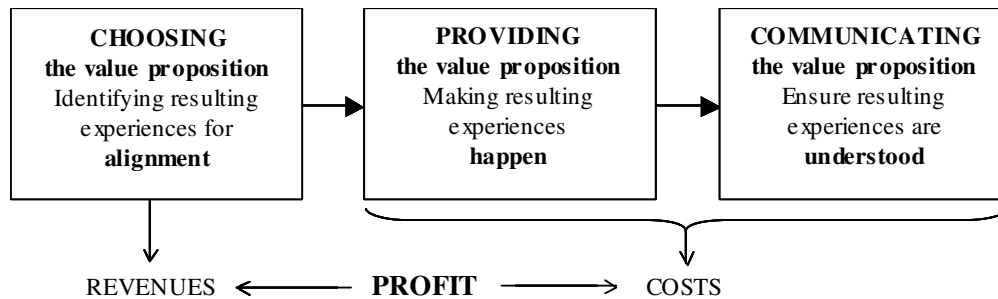 CHOOSING
the value proposition
Identifying resulting
experiences for
alignment
PROVIDING
the value proposition
Making resulting
experiences
happen
COMMUNICATING
the value proposition
Ensure resulting
experiences are
understood
REVENUES
PROFIT
COSTS